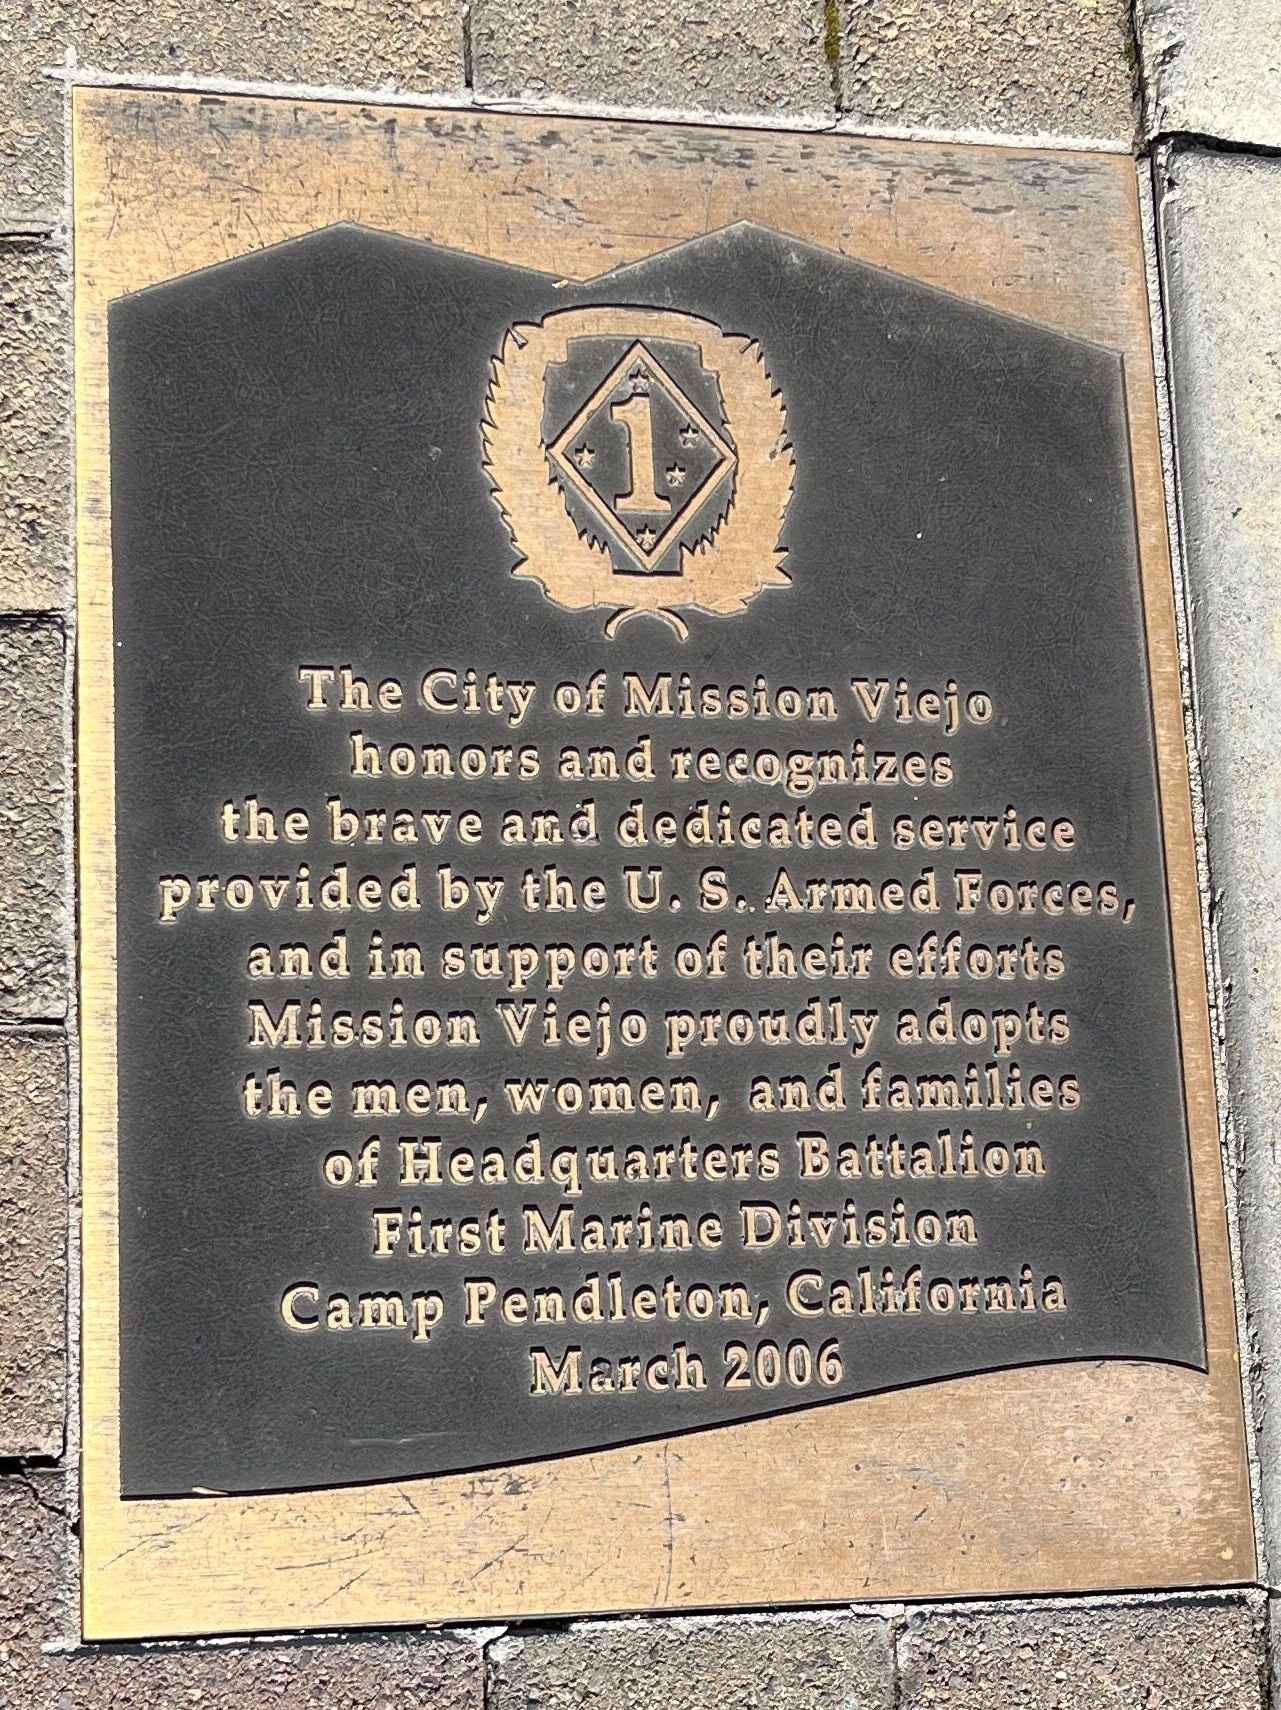 1
The City of Mission Viejo
honors and recognizes
the brave and dedicated service
provided by the U. S. Armed Forces,
and in support of their efforts
Mission Viejo proudly adopts
the men, women, and families
of Headquarters Battalion
First Marine Division
Camp Pendleton, California
March 2006